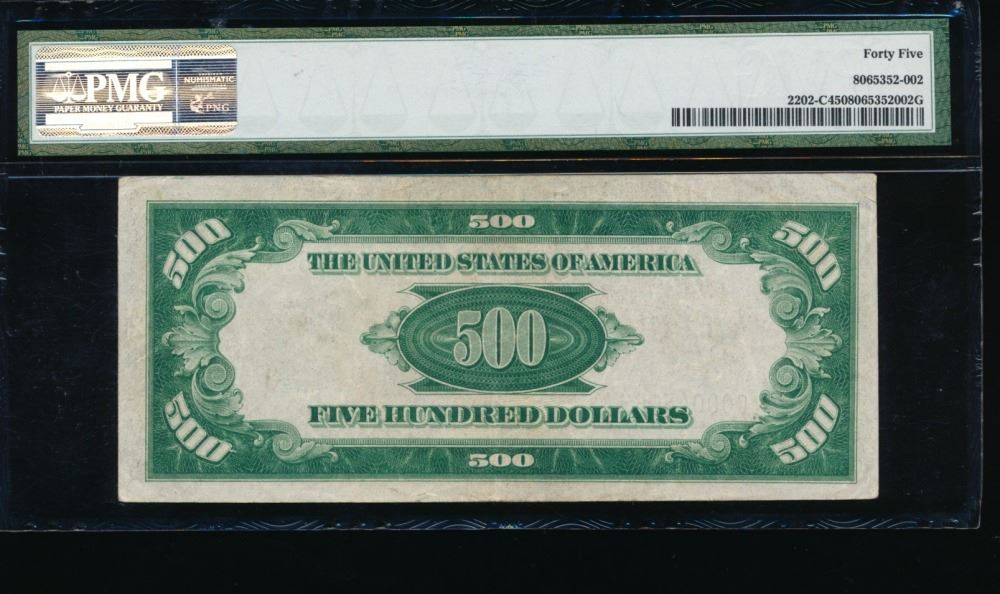 PMG
PAPER MONEY GUARANTY
NUMISMATIC
PNG
Forty Five
8065352-002
2202-C4508065352002G
500
500 500
THE UNITED STATES OF AMERICA
500
FIVE HUNDRED DOLLARS
500 500
500